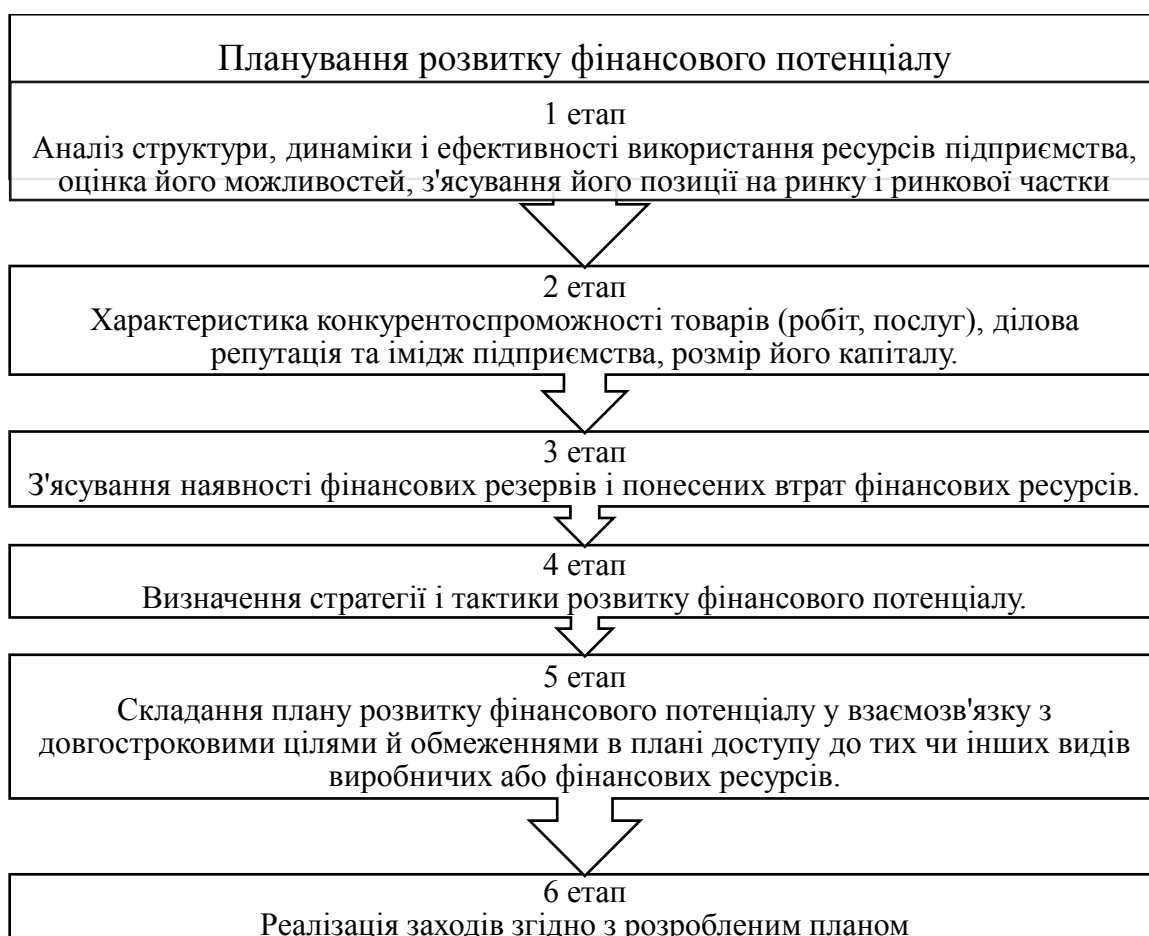 Планування розвитку фінансового потенціалу
1 етап
Аналіз структури, динаміки і ефективності використання ресурсів підприємства,
оцінка його можливостей, з'ясування його позиції на ринку і ринкової частки
2 етап
Характеристика конкурентоспроможності товарів (робіт, послуг), ділова
репутація та імідж підприємства, розмір його капіталу.
3 етап
З'ясування наявності фінансових резервів і понесених втрат фінансових ресурсів.
4 етап
Визначення стратегії і тактики розвитку фінансового потенціалу.
5 етап
Складання плану розвитку фінансового потенціалу у взаємозв'язку з
довгостроковими цілями й обмеженнями в плані доступу до тих чи інших видів
виробничих або фінансових ресурсів.
6 етап
Реалізація заходів згідно з розробленим планом